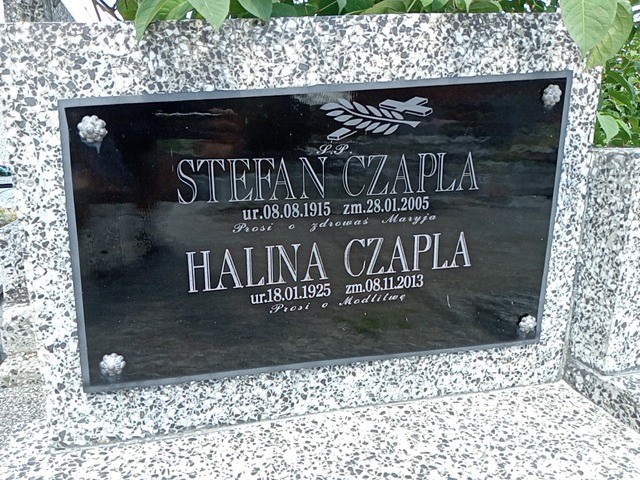 Ś.P.
STEFAN CZAPLA
ur.08.08.1915 zm.28.01.2005
Prosi o zdrowaś Maryja
HALINA CZAPLA
ur.18.01.1925 zm.08.11.2013
Prosi o Modlitwę